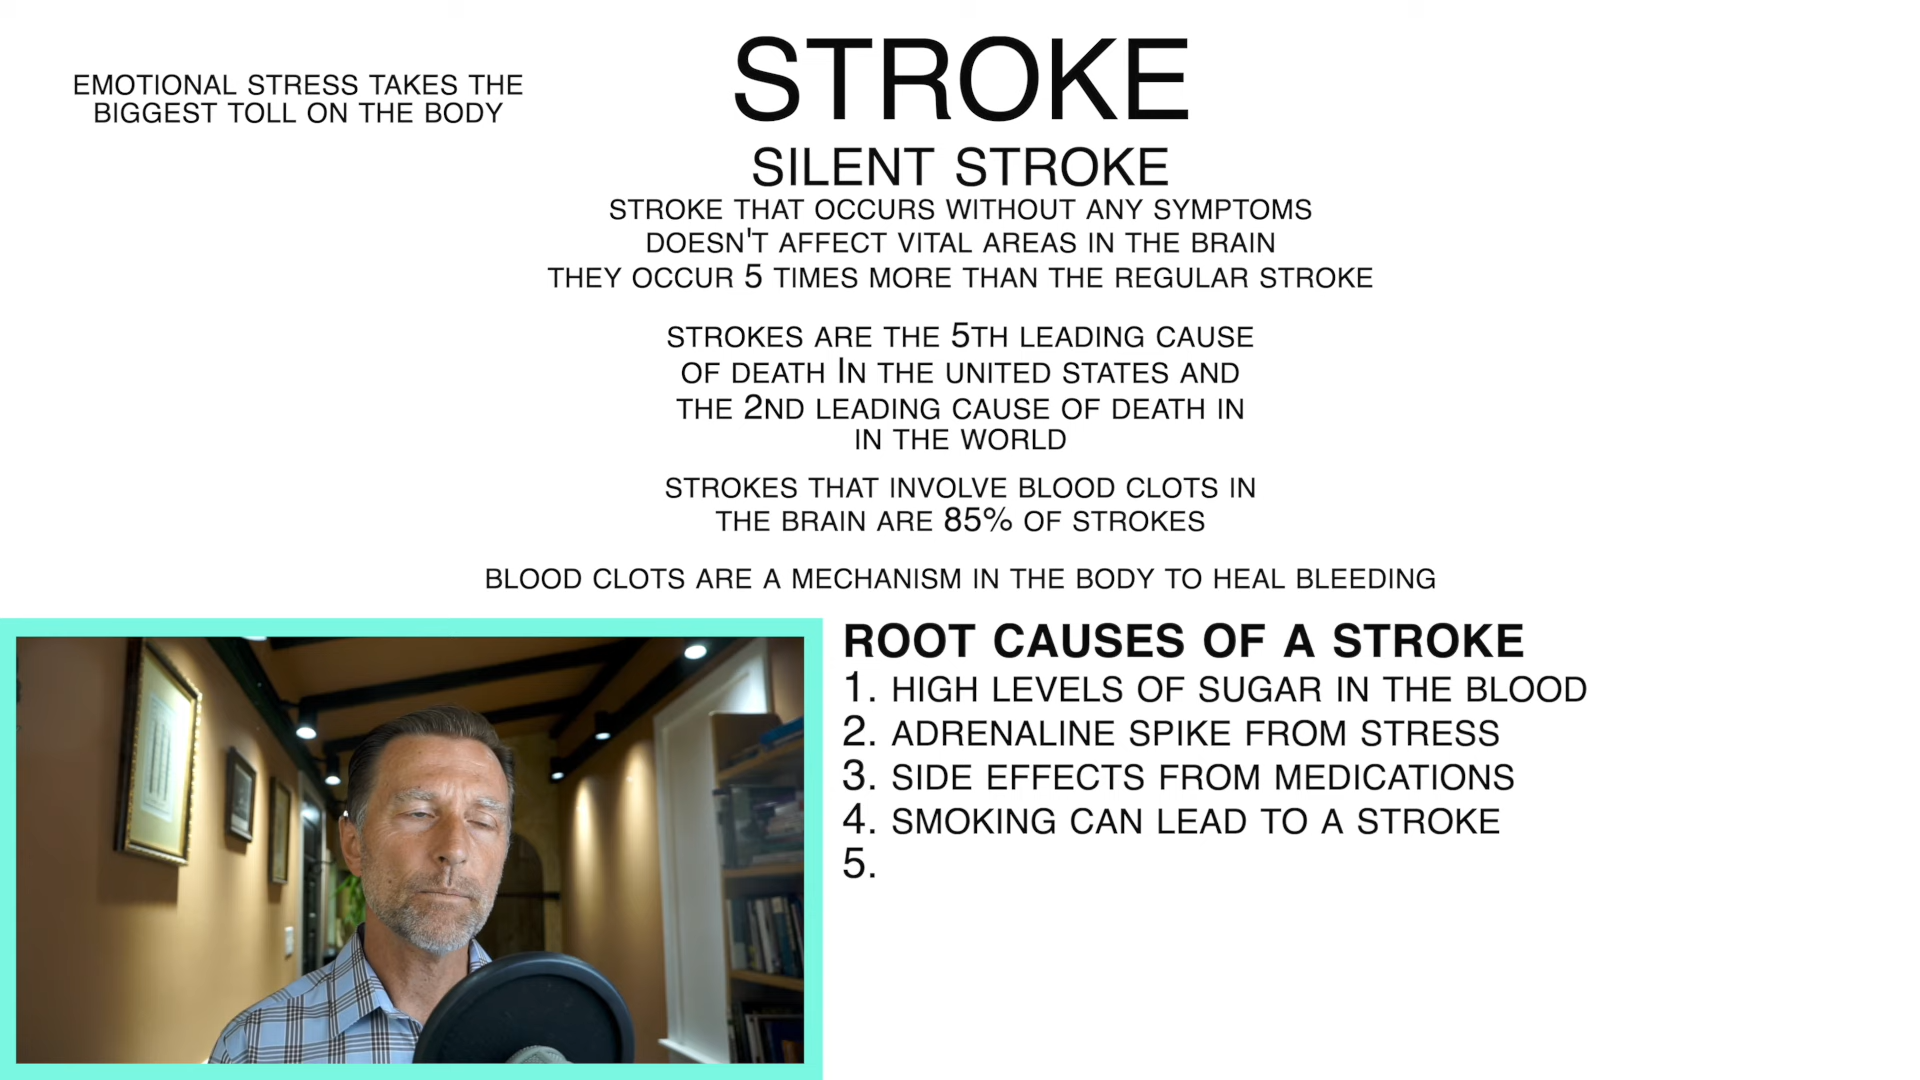 EMOTIONAL STRESS TAKES THE
BIGGEST TOLL ON THE BODY
STROKE
SILENT STROKE
STROKE THAT OCCURS WITHOUT ANY SYMPTOMS
DOESN'T AFFECT VITAL AREAS IN THE BRAIN
THEY OCCUR 5 TIMES MORE THAN THE REGULAR STROKE
STROKES ARE THE 5TH LEADING CAUSE
OF DEATH IN THE UNITED STATES AND
THE 2ND LEADING CAUSE OF DEATH IN
IN THE WORLD
STROKES THAT INVOLVE BLOOD CLOTS IN
THE BRAIN ARE 85% OF STROKES
BLOOD CLOTS ARE A MECHANISM IN THE BODY TO HEAL BLEEDING
ROOT CAUSES OF A STROKE
1. HIGH LEVELS OF SUGAR IN THE BLOOD
2. ADRENALINE SPIKE FROM STRESS
3. SIDE EFFECTS FROM MEDICATIONS
4. SMOKING CAN LEAD TO A STROKE
5.